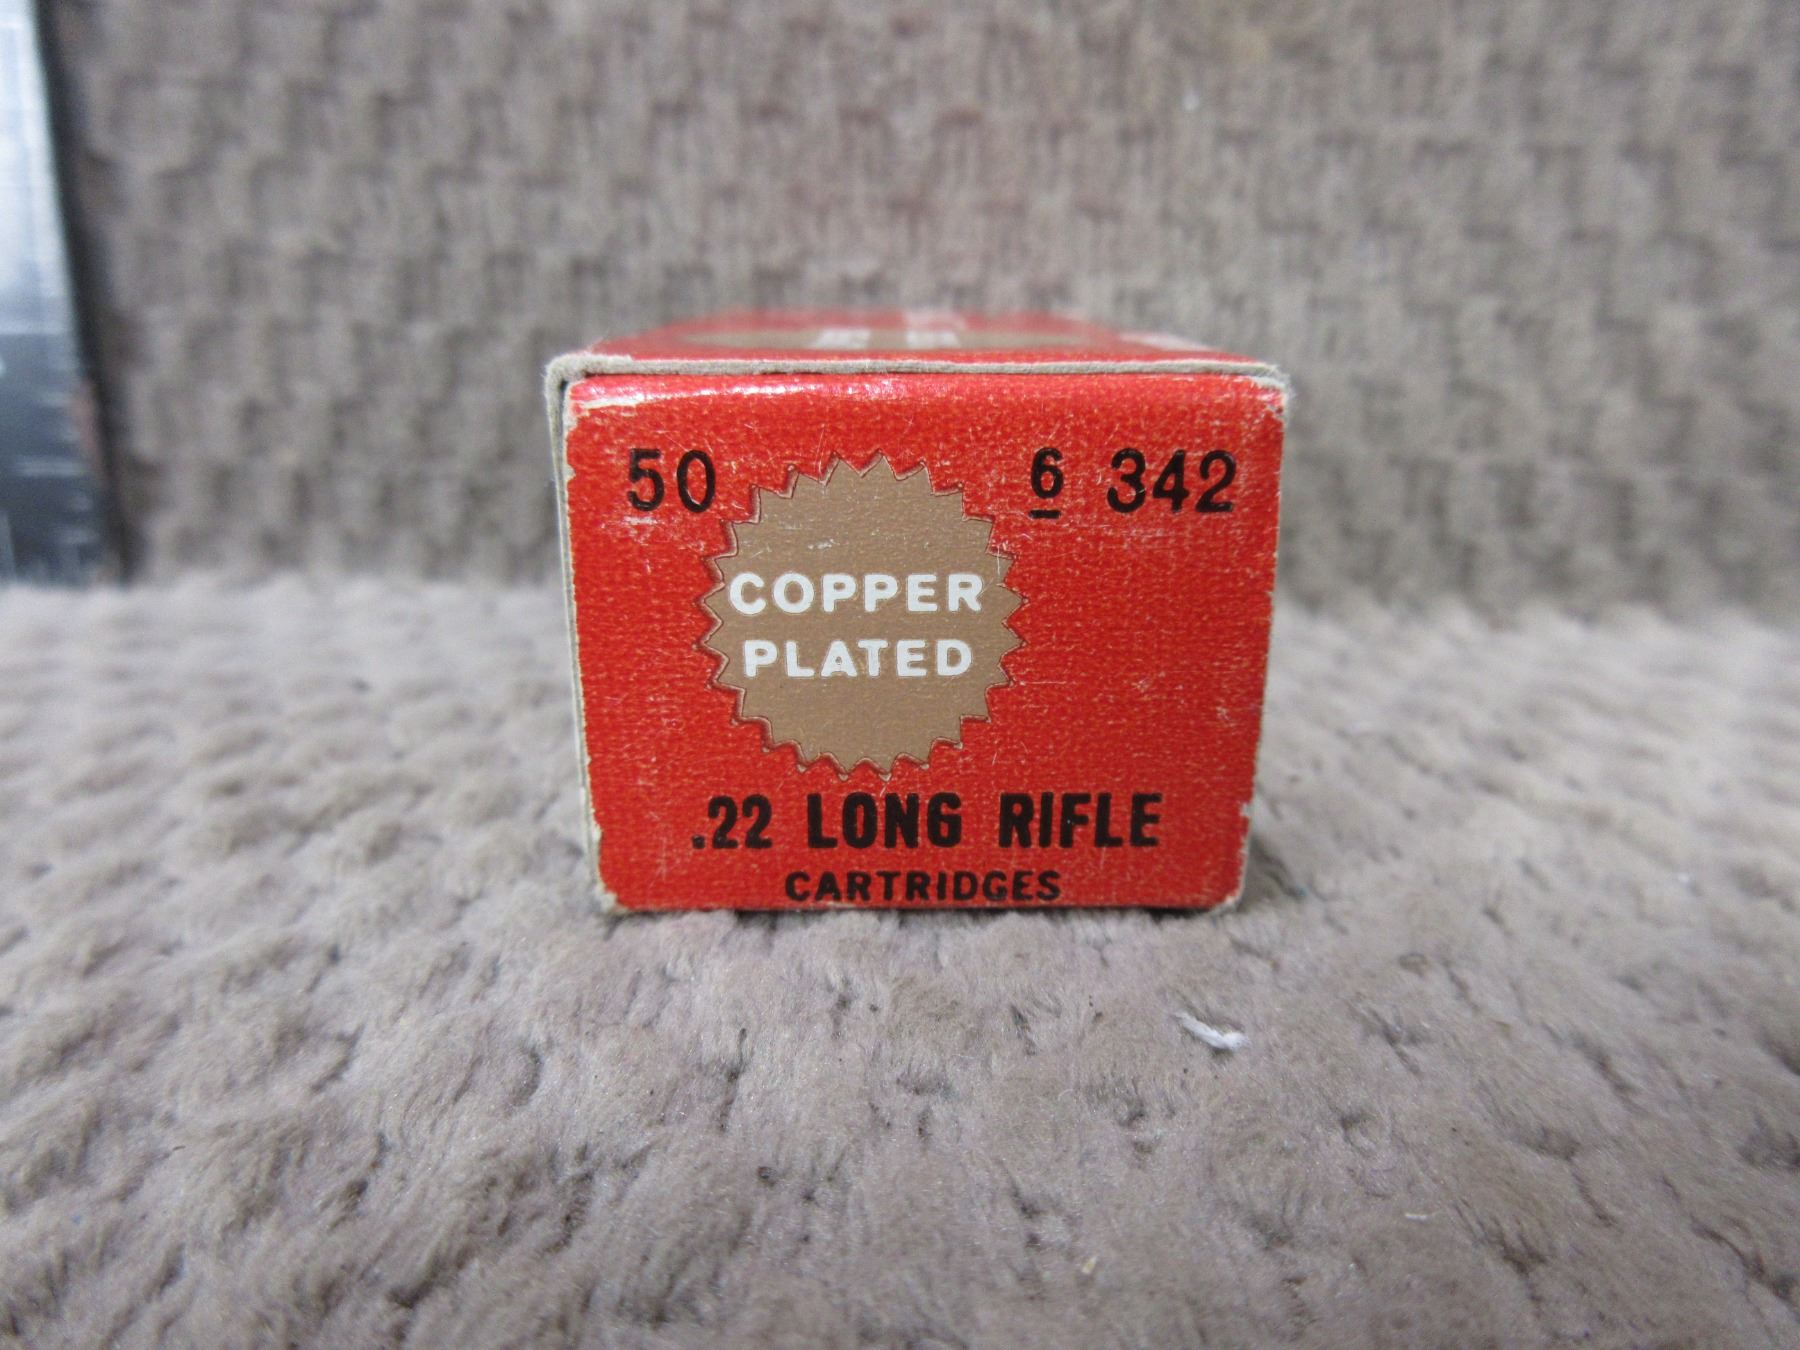 50 6 342
COPPER
PLATED
.22 LONG RIFLE
CARTRIDGES